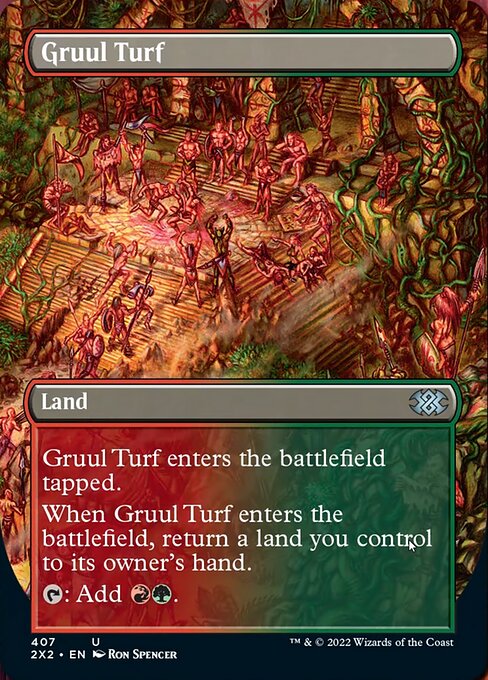 Gruul Turf
Land
Gruul Turf enters the battlefield
tapped.
When Gruul Turf enters the
battlefield, return a land you control
to its owner's hand.
: Add .
407 U
2X2 • EN Ron Spencer
™ & © 2022 Wizards of the Coast